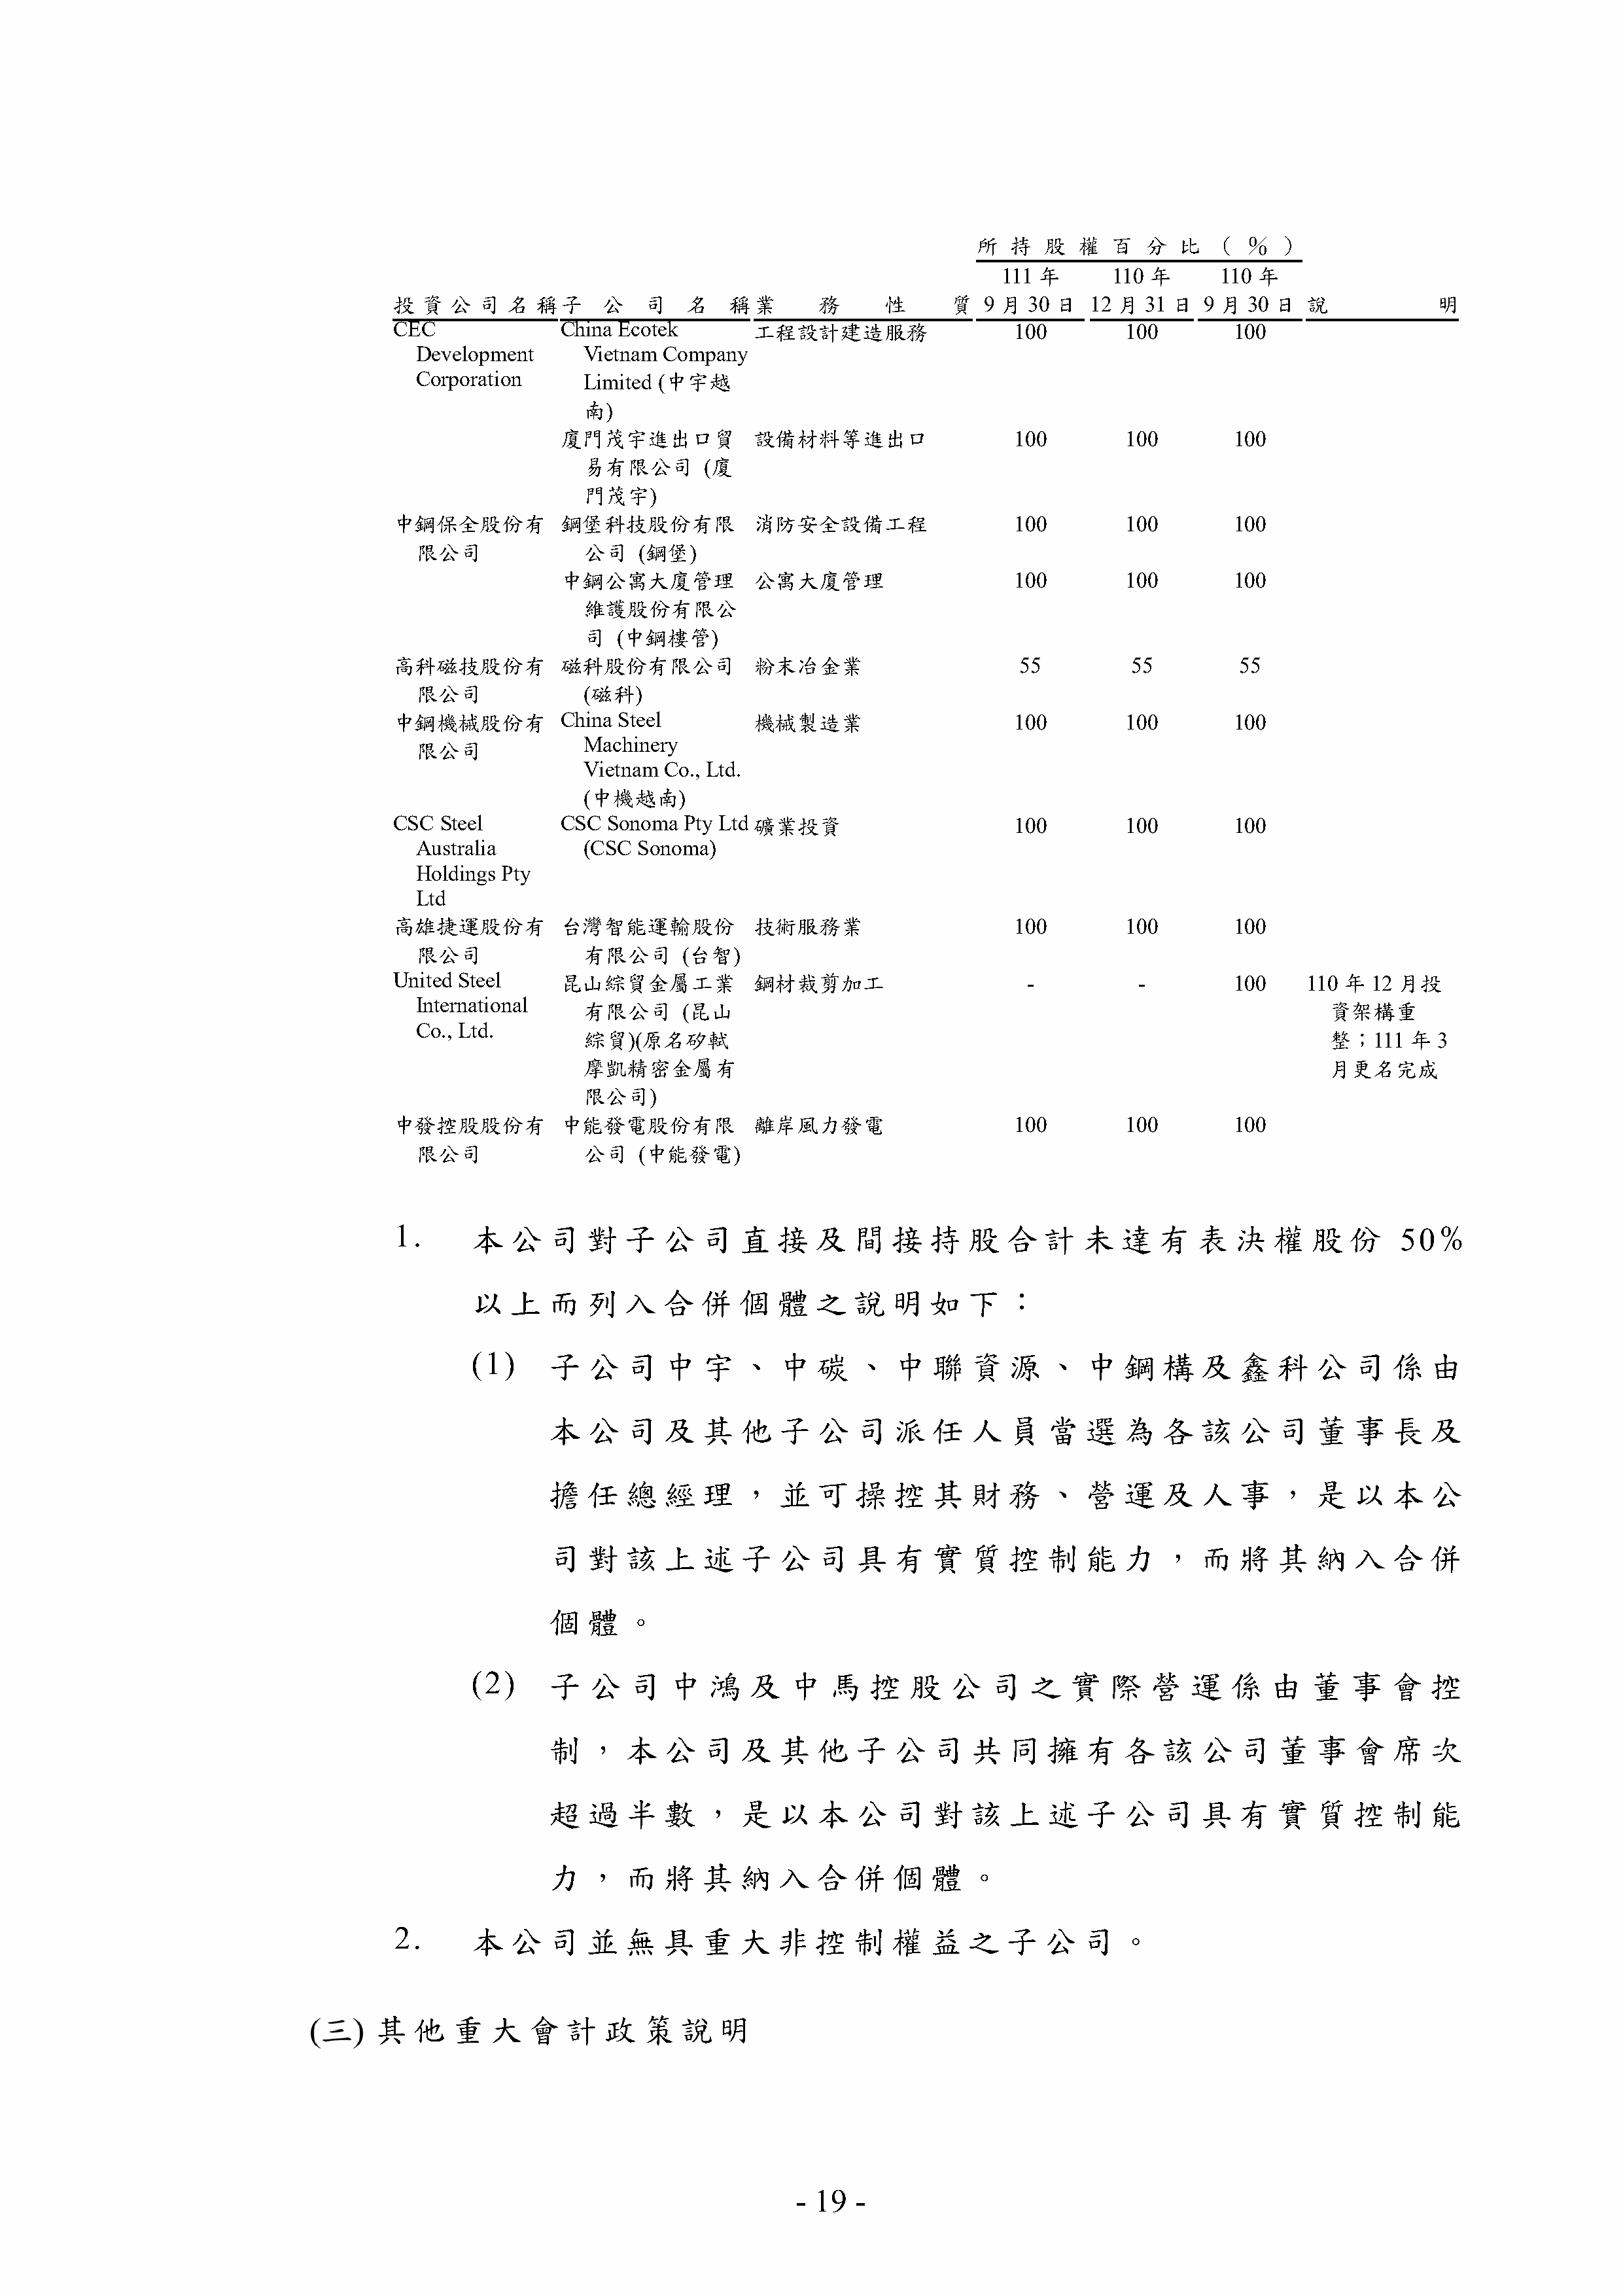 所持股權百分比（％）
111 年 110 年 110 年
投資公司名稱 子公司名稱 業務性質 9 月 30 日 12 月 31 日 9 月 30 日 說明
CEC China Ecotek 工程設計建造服務 100 100 100
Development Vietnam Company
Corporation Limited (中宇越
南)
廈門茂宇進出口貿 設備材料等進出口 100 100 100
易有限公司 (廈
門茂宇)
中鋼保全股份有 鋼堡科技股份有限 消防安全設備工程 100 100 100
限公司 公司 (鋼堡)
中鋼公寓大廈管理 公寓大廈管理 100 100 100
維護股份有限公
司 (中鋼樓管)
高科磁技股份有 磁科股份有限公司 粉末冶金業 55 55 55
限公司 (磁科)
中鋼機械股份有 China Steel 機械製造業 100 100 100
限公司 Machinery
Vietnam Co., Ltd.
(中機越南)
CSC Steel CSC Sonoma Pty Ltd 礦業投資 100 100 100
Australia (CSC Sonoma)
Holdings Pty
Ltd
高雄捷運股份有 台灣智能運輸股份 技術服務業 100 100 100
限公司 有限公司 (台智)
United Steel 昆山綜貿金屬工業 鋼材裁剪加工 - - 100 110 年 12 月投
International 有限公司 (昆山 資架構重
Co., Ltd. 綜貿)(原名矽軾 整；111 年 3
摩凱精密金屬有 月更名完成
限公司)
中發控股股份有 中能發電股份有限 離岸風力發電 100 100 100
限公司 公司 (中能發電)
1. 本公司對子公司直接及間接持股合計未達有表決權股份 50%
以上而列入合併個體之說明如下：
(1) 子公司中宇、中碳、中聯資源、中鋼構及鑫科公司係由
本公司及其他子公司派任人員當選為各該公司董事長及
擔任總經理，並可操控其財務、營運及人事，是以本公
司對該上述子公司具有實質控制能力，而將其納入合併
個體。
(2) 子公司中鴻及中馬控股公司之實際營運係由董事會控
制，本公司及其他子公司共同擁有各該公司董事會席次
超過半數，是以本公司對該上述子公司具有實質控制能
力，而將其納入合併個體。
2. 本公司並無具重大非控制權益之子公司。
(三) 其他重大會計政策說明
- 19 -